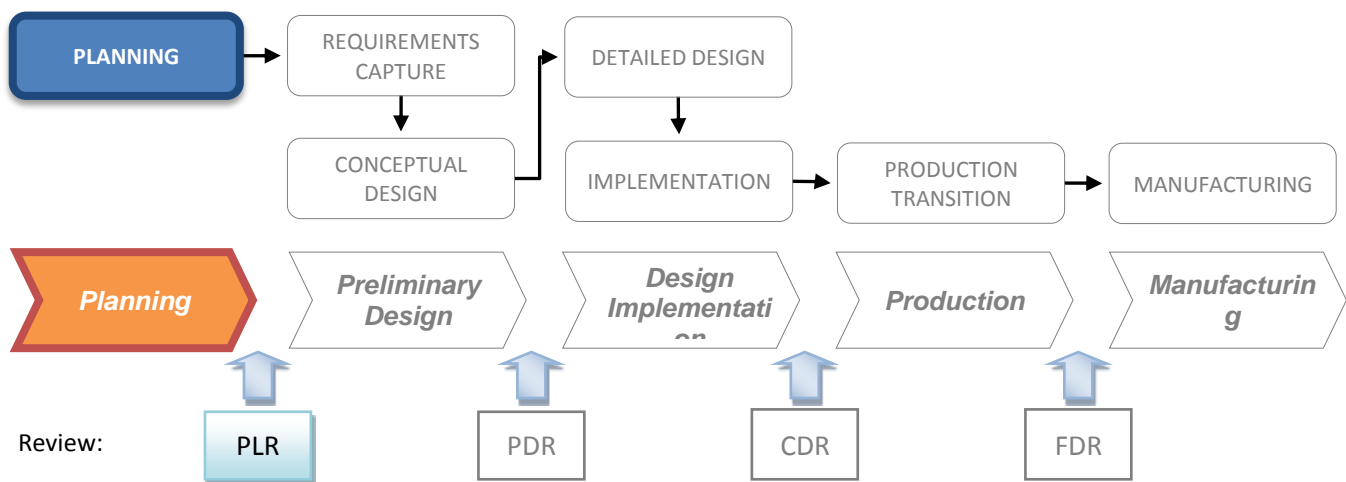 PLANNING
REQUIREMENTS
CAPTURE
DETAILED DESIGN
CONCEPTUAL
DESIGN
IMPLEMENTATION
PRODUCTION
TRANSITION
MANUFACTURING
Planning
Preliminary
Design
Design
Implementati
on
Production
Manufacturin
g
Review:
PLR
PDR
CDR
FDR